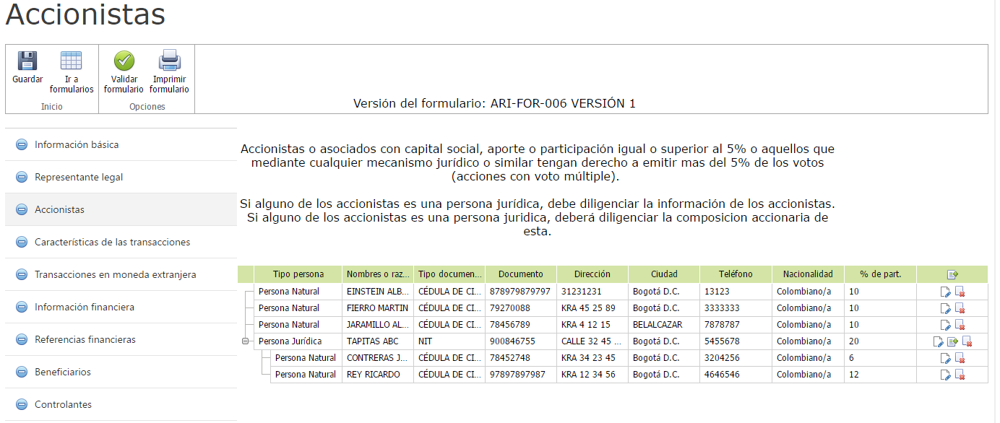 Accionistas
Guardar
Ir a
formularios
Inicio
Validar
formulario
Imprimir
formulario
Opciones
Versión del formulario: ARI-FOR-006 VERSIÓN 1
Información básica
Representante legal
Accionistas
Características de las transacciones
Transacciones en moneda extranjera
Información financiera
Referencias financieras
Beneficiarios
Controlantes
Accionistas o asociados con capital social, aporte o participación igual o superior al 5% o aquellos que
mediante cualquier mecanismo jurídico o similar tengan derecho a emitir mas del 5% de los votos
(acciones con voto múltiple).
Si alguno de los accionistas es una persona jurídica, debe diligenciar la información de los accionistas.
Si alguno de los accionistas es una persona juridica, deberá diligenciar la composicion accionaria de
esta.
Tipo persona Nombres o raz... Tipo documen... Documento Dirección Ciudad Teléfono Nacionalidad % de part.
Persona Natural EINSTEIN ALB... CÉDULA DE CI... 878979879797 31231231 Bogotá D.C. 13123 Colombiano/a 10
Persona Natural FIERRO MARTIN CÉDULA DE CI... 79270088 KRA 45 25 89 Bogotá D.C. 3333333 Colombiano/a 10
Persona Natural JARAMILLO AL... CÉDULA DE CI... 78456789 KRA 4 12 15 BELALCAZAR 7878787 Colombiano/a 10
Persona Jurídica TAPITAS ABC NIT 900846755 CALLE 32 45 ... Bogotá D.C. 5455678 Colombiano/a 20
Persona Natural CONTRERAS J... CÉDULA DE CI... 78452748 KRA 34 23 45 Bogotá D.C. 3204256 Colombiano/a 6
Persona Natural REY RICARDO CÉDULA DE CI... 97897897987 KRA 12 34 56 Bogotá D.C. 4646546 Colombiano/a 12